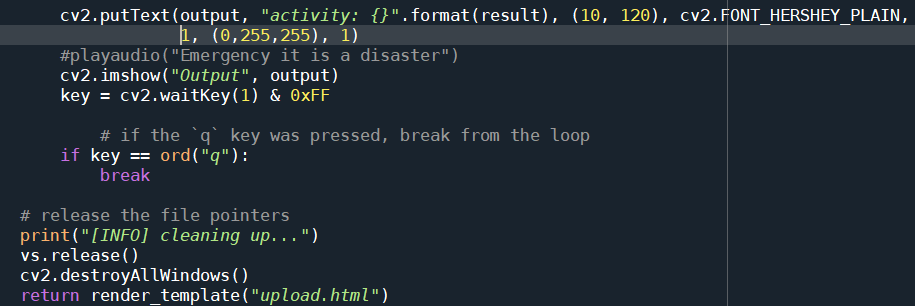 cv2.putText(output, "activity: {}".format(result), (10, 120), cv2.FONT_HERSHEY_PLAIN,
1, (0,255,255), 1)
#playaudio("Emergency it is a disaster")
cv2.imshow("Output", output)
key = cv2.waitKey(1) & 0xFF
# if the `q` key was pressed, break from the loop
if key == ord("q"):
break
# release the file pointers
print("[INFO] cleaning up...")
vs.release()
cv2.destroyAllWindows()
return render_template("upload.html")